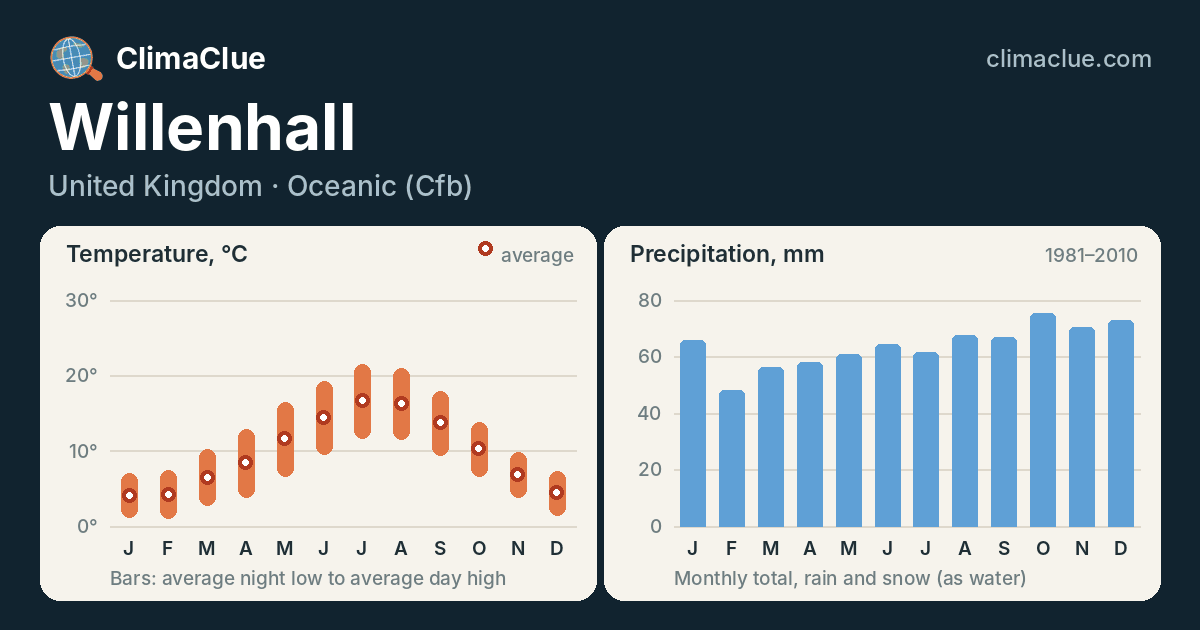 ClimaClue
climaclue.com
Willenhall
United Kingdom · Oceanic (Cfb)
Temperature, °C
average
30°
20°
10°
0°
J F M A M J J A S O N D
Bars: average night low to average day high
Precipitation, mm
1981–2010
80
60
40
20
0
J F M A M J J A S O N D
Monthly total, rain and snow (as water)